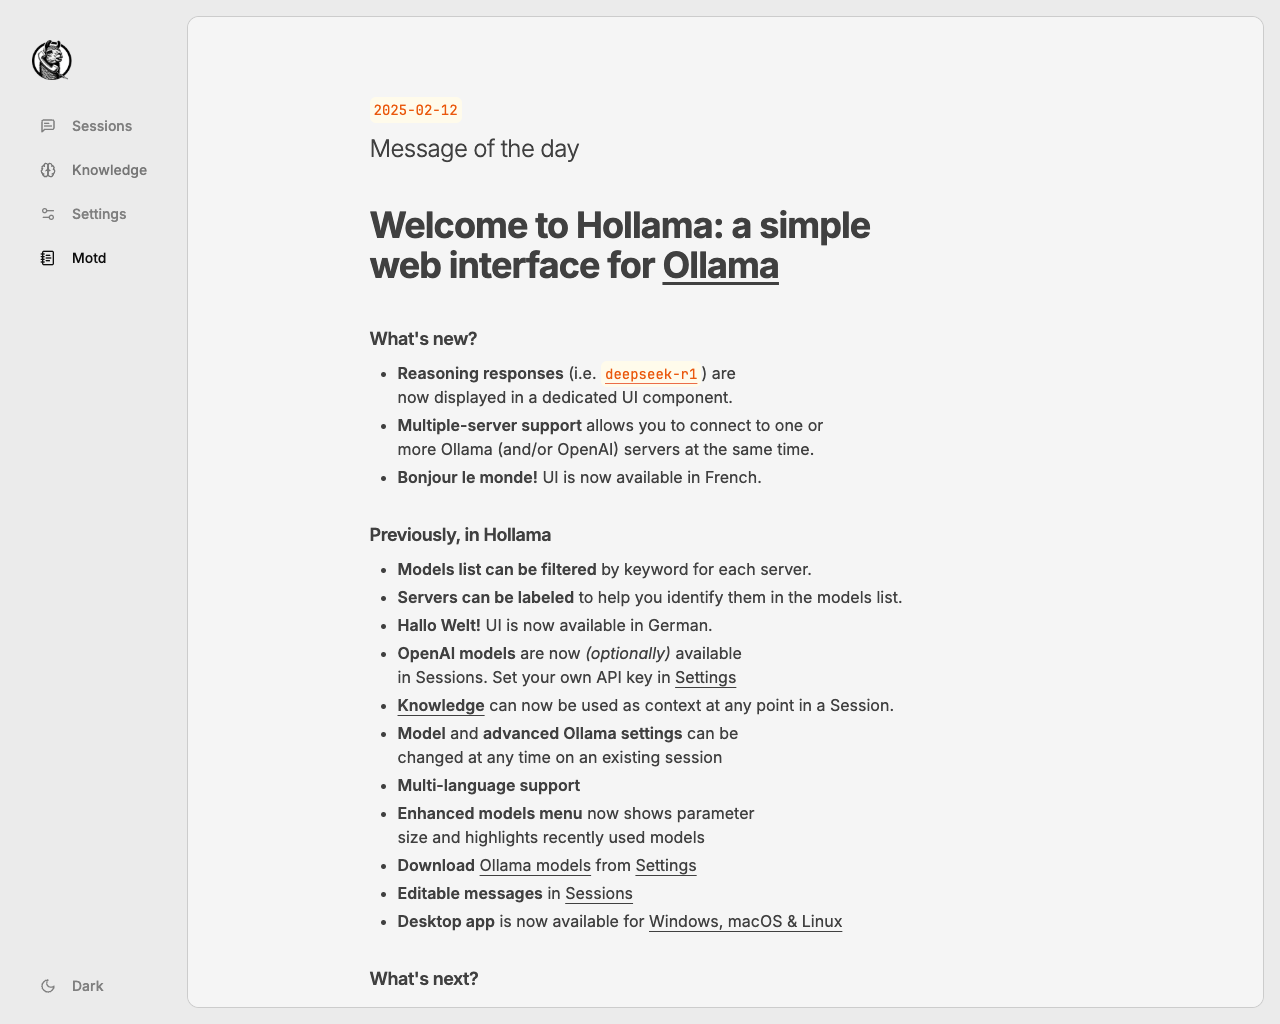 Sessions
Knowledge
Settings
Motd
Dark
2025-02-12
Message of the day
Welcome to Hollama: a simple
web interface for Ollama
What's new?
Reasoning responses (i.e. deepseek-r1) are
now displayed in a dedicated UI component.
Multiple-server support allows you to connect to one or
more Ollama (and/or OpenAI) servers at the same time.
Bonjour le monde! UI is now available in French.
Previously, in Hollama
Models list can be filtered by keyword for each server.
Servers can be labeled to help you identify them in the models list.
Hallo Welt! UI is now available in German.
OpenAI models are now (optionally) available
in Sessions. Set your own API key in Settings
Knowledge can now be used as context at any point in a Session.
Model and advanced Ollama settings can be
changed at any time on an existing session
Multi-language support
Enhanced models menu now shows parameter
size and highlights recently used models
Download Ollama models from Settings
Editable messages in Sessions
Desktop app is now available for Windows, macOS & Linux
What's next?